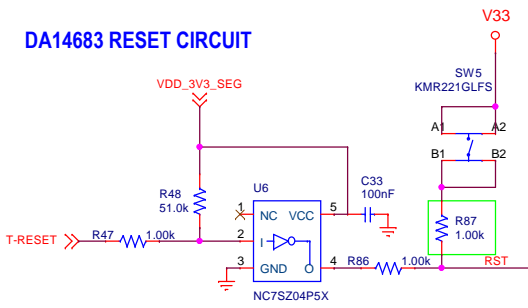 V33
DA14683 RESET CIRCUIT
SW5
KMR221GLFS
VDD_3V3_SEG
A1 A2
B1 B2
R48
51.0k
U6
C33
100nF
1 NC VCC 5
R87
1.00k
T-RESET R47 1.00k 2 I
3 GND O 4 R86 1.00k RST
NC7SZ04P5X